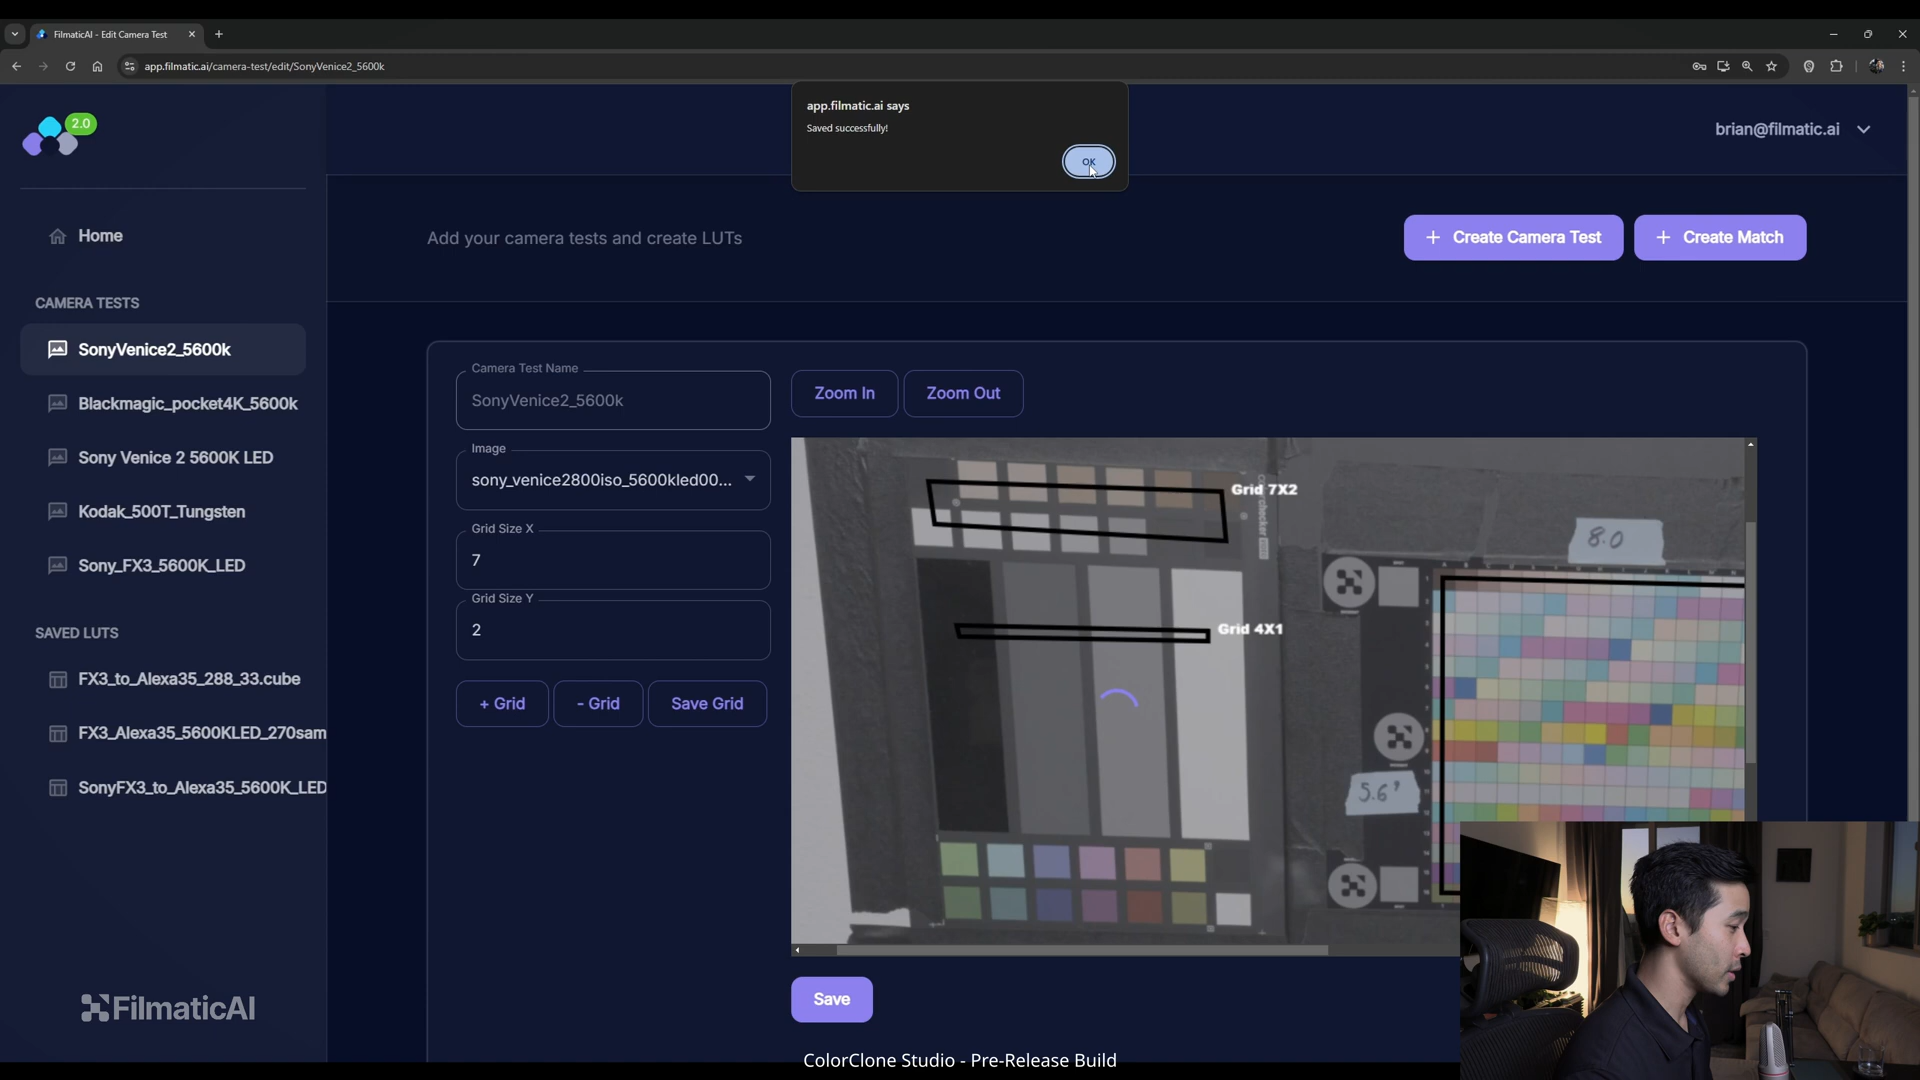 FilmaticAI - Edit Camera Test
app.filmatic.ai/camera-test/edit/SonyVenice2_5600k
app.filmatic.ai says
Saved successfully!
OK
2.0
brian@filmatic.ai
Home
Add your camera tests and create LUTs
+ Create Camera Test
+ Create Match
CAMERA TESTS
SonyVenice2_5600k
Blackmagic_pocket4K_5600k
Sony Venice 2 5600K LED
Kodak_500T_Tungsten
Sony_FX3_5600K_LED
SAVED LUTS
FX3_to_Alexa35_288_33.cube
FX3_Alexa35_5600KLED_270sam
SonyFX3_to_Alexa35_5600K_LED
FilmaticAI
Camera Test Name
SonyVenice2_5600k
Image
sony_venice2800iso_5600kled00...
Grid Size X
7
Grid Size Y
2
+ Grid
- Grid
Save Grid
Zoom In
Zoom Out
Grid 7X2
Grid 4X1
8.0
5.6
Save
ColorClone Studio - Pre-Release Build